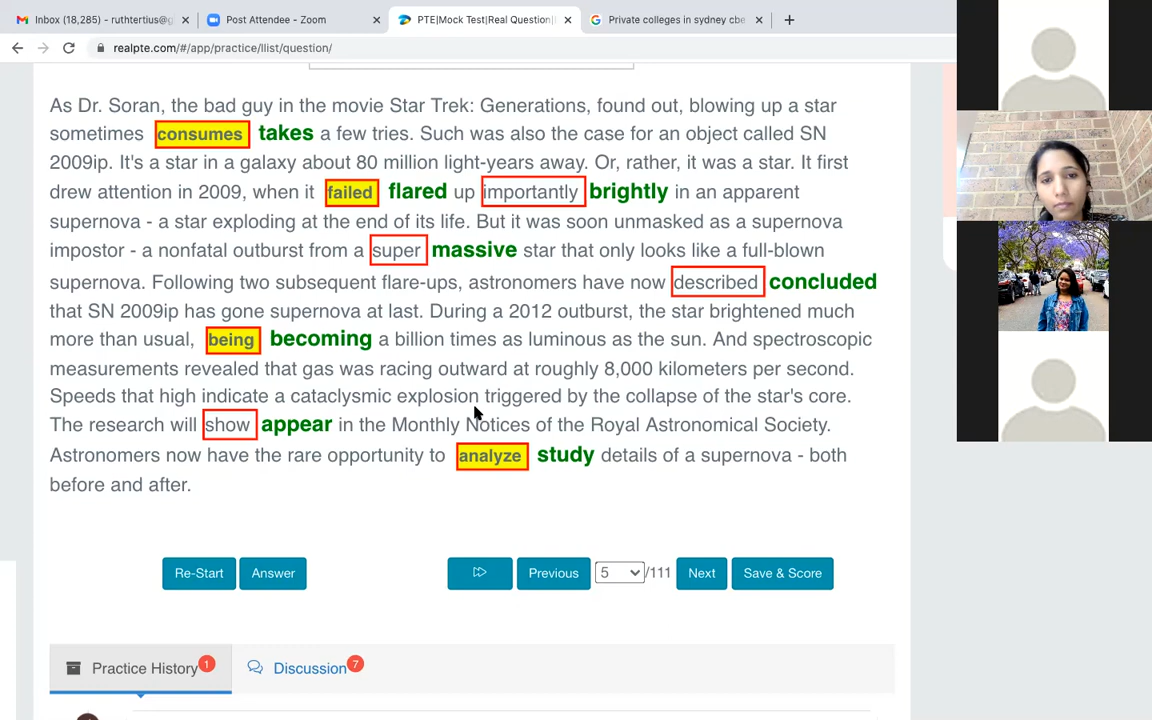 Inbox (18,285) - ruthtertius@g
Post Attendee - Zoom
PTE|Mock Test|Real Question|
Private colleges in sydney cbe
realpte.com/#/app/practice/llist/question/
As Dr. Soran, the bad guy in the movie Star Trek: Generations, found out, blowing up a star
sometimes consumes takes a few tries. Such was also the case for an object called SN
2009ip. It's a star in a galaxy about 80 million light-years away. Or, rather, it was a star. It first
drew attention in 2009, when it failed flared up importantly brightly in an apparent
supernova - a star exploding at the end of its life. But it was soon unmasked as a supernova
impostor - a nonfatal outburst from a super massive star that only looks like a full-blown
supernova. Following two subsequent flare-ups, astronomers have now described concluded
that SN 2009ip has gone supernova at last. During a 2012 outburst, the star brightened much
more than usual, being becoming a billion times as luminous as the sun. And spectroscopic
measurements revealed that gas was racing outward at roughly 8,000 kilometers per second.
Speeds that high indicate a cataclysmic explosion triggered by the collapse of the star's core.
The research will show appear in the Monthly Notices of the Royal Astronomical Society.
Astronomers now have the rare opportunity to analyze study details of a supernova - both
before and after.
Re-Start
Answer
Previous
5
/111
Next
Save & Score
Practice History 1
Discussion 7